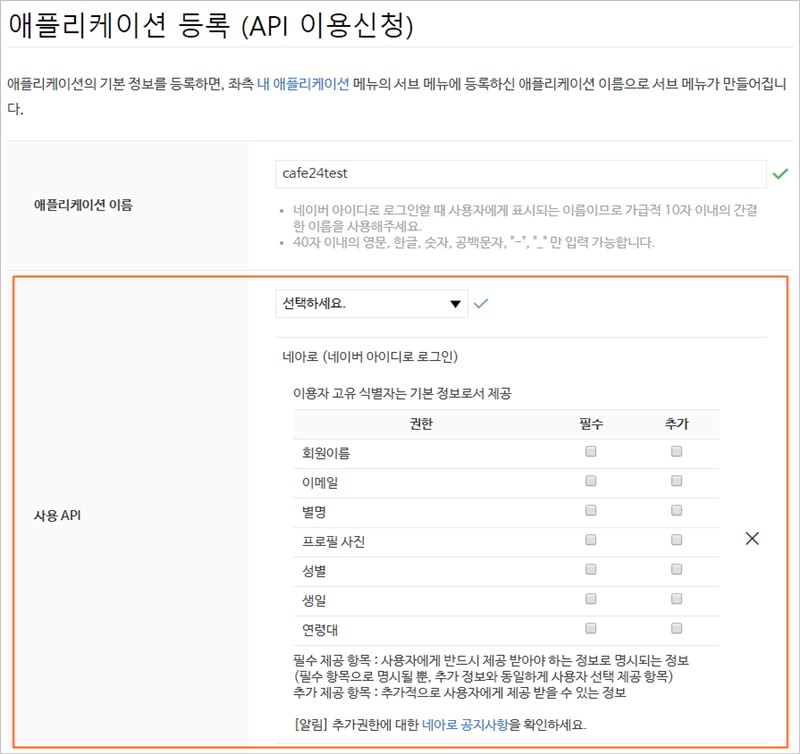 애플리케이션 등록 (API 이용신청)
애플리케이션의 기본 정보를 등록하면, 좌측 내 애플리케이션 메뉴의 서브 메뉴에 등록하신 애플리케이션 이름으로 서브 메뉴가 만들어집니
다.
애플리케이션 이름
cafe24test
• 네이버 아이디로 로그인할 때 사용자에게 표시되는 이름이므로 가급적 10자 이내의 간결
한 이름을 사용해주세요.
• 40자 이내의 영문, 한글, 숫자, 공백문자, "-", "_" 만 입력 가능합니다.
사용 API
선택하세요.
네아로 (네이버 아이디로 로그인)
이용자 고유 식별자는 기본 정보로서 제공
권한 필수 추가
회원이름
이메일
별명
프로필 사진
성별
생일
연령대
필수 제공 항목 : 사용자에게 반드시 제공 받아야 하는 정보로 명시되는 정보
(필수 항목으로 명시될 뿐, 추가 정보와 동일하게 사용자 선택 제공 항목)
추가 제공 항목 : 추가적으로 사용자에게 제공 받을 수 있는 정보
[알림] 추가권한에 대한 네아로 공지사항을 확인하세요.